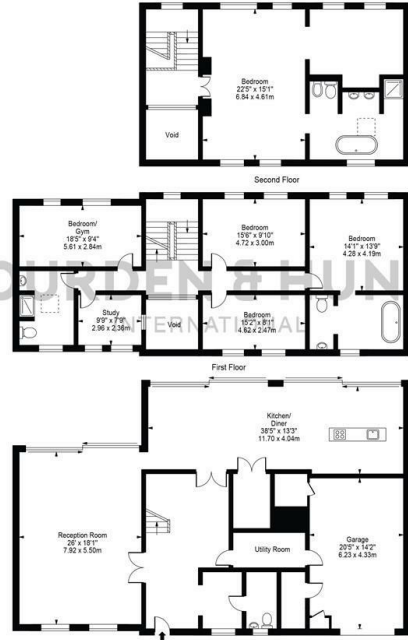 Bedroom
22'5" x 15'1"
6.84 x 4.61m
Void
Second Floor
Bedroom/
Gym
18'5" x 9'4"
5.61 x 2.84m
Bedroom
15'6" x 9'10"
4.72 x 3.00m
Bedroom
14'1" x 13'9"
4.28 x 4.19m
OURDEN & HUN
INTERNATIONAL
Study
9'9" x 7'9"
2.96 x 2.36m
Void
Bedroom
15'2" x 8'1"
4.62 x 2.47m
First Floor
Kitchen/
Diner
38'5" x 13'3"
11.70 x 4.04m
Reception Room
26' x 18'1"
7.92 x 5.50m
Utility Room
Garage
20'5" x 14'2"
6.23 x 4.33m